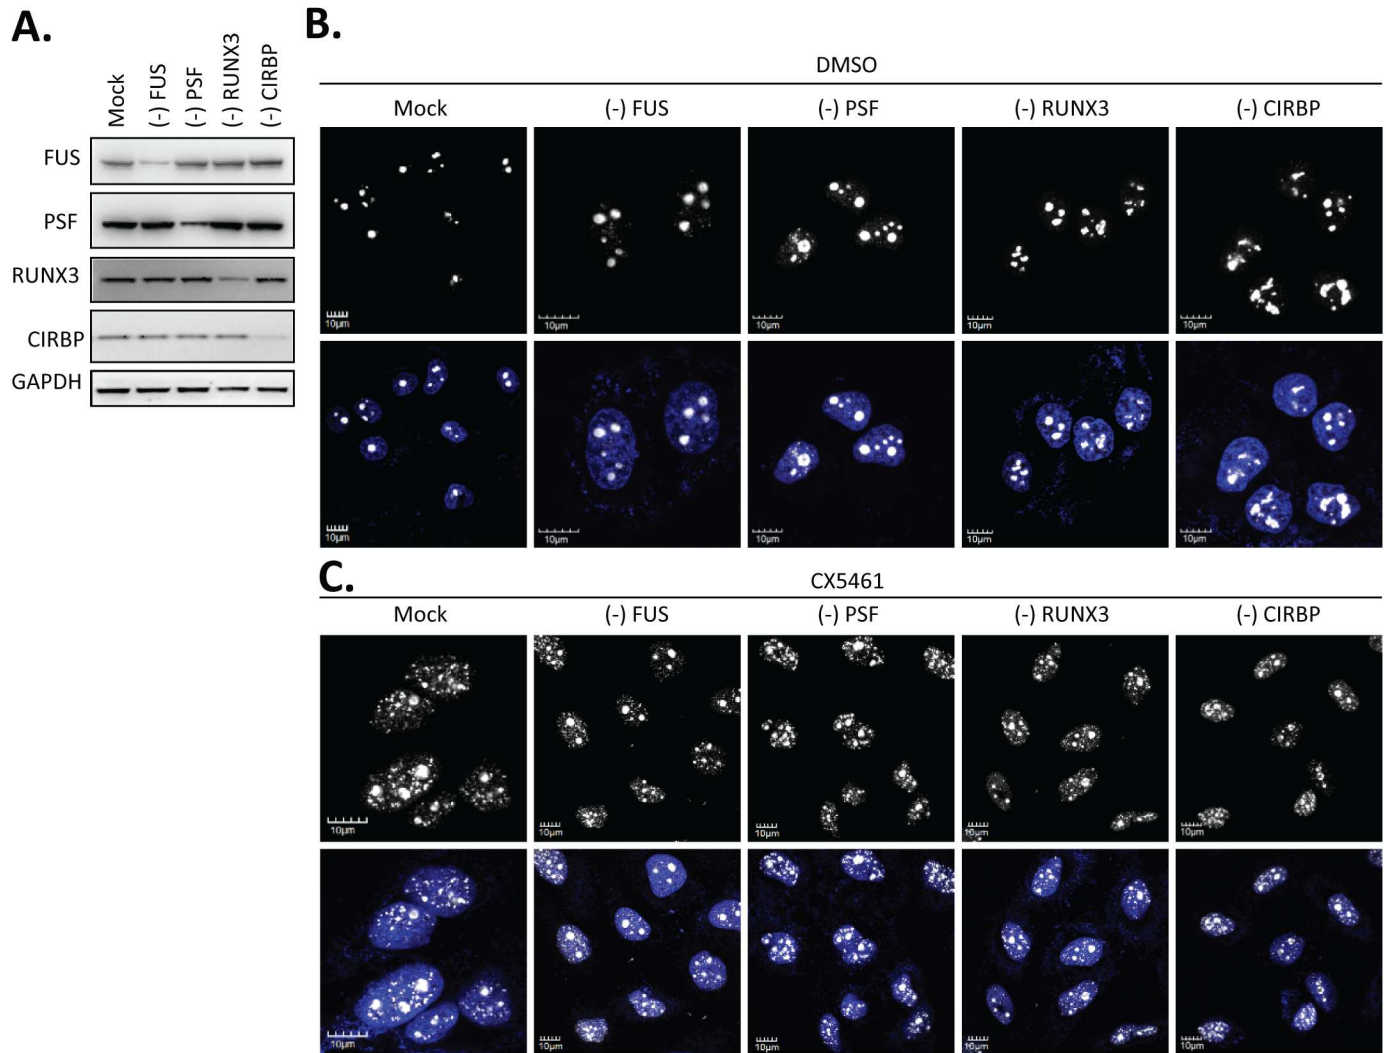 A.
Mock
(-) FUS
(-) PSF
(-) RUNX3
(-) CIRBP
FUS
PSF
RUNX3
CIRBP
GAPDH
B.
DMSO
Mock (-) FUS (-) PSF (-) RUNX3 (-) CIRBP
10µm 10µm 10µm 10µm 10µm
10µm 10µm 10µm 10µm 10µm
C.
CX5461
Mock (-) FUS (-) PSF (-) RUNX3 (-) CIRBP
10µm 10µm 10µm 10µm 10µm
10µm 10µm 10µm 10µm 10µm